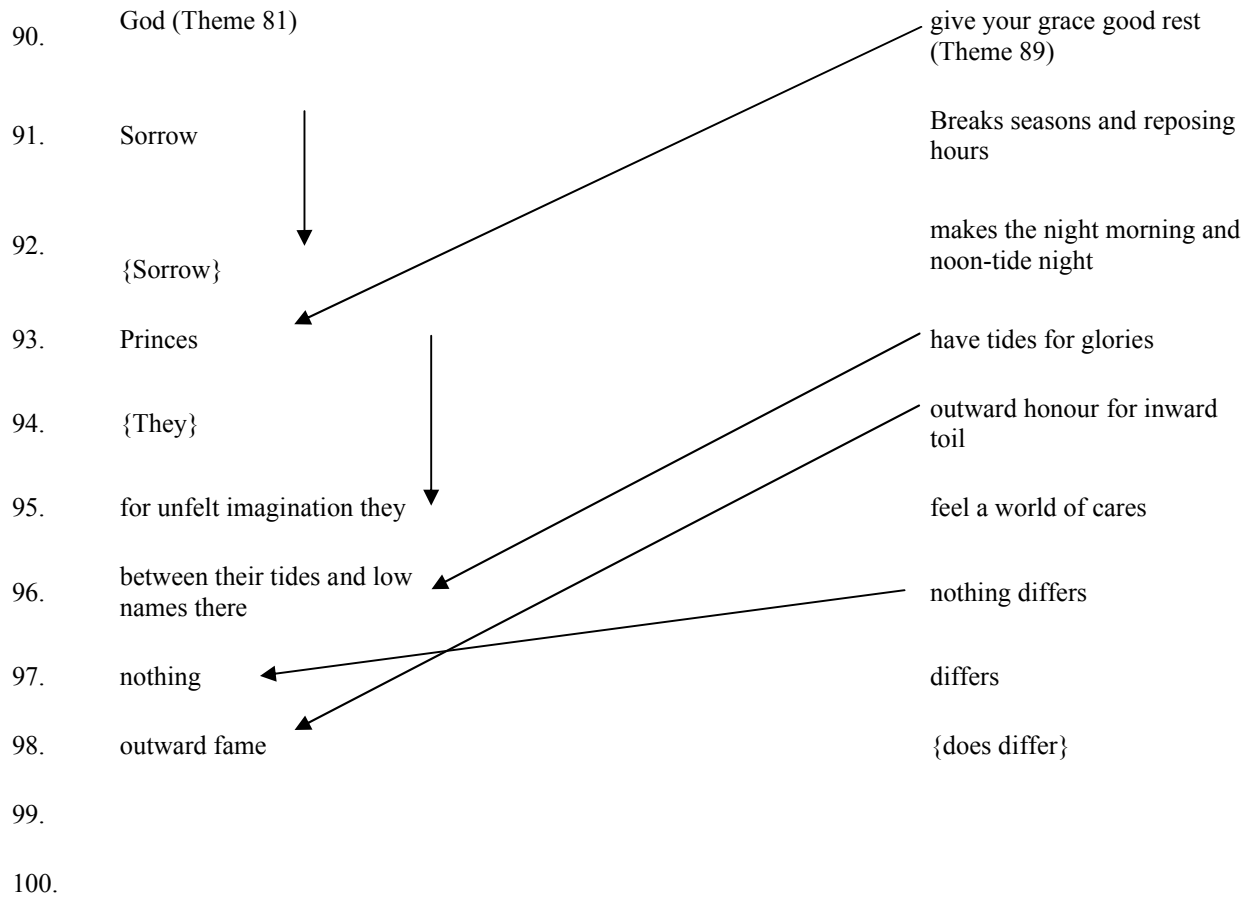 90. God (Theme 81) give your grace good rest
(Theme 89)
91. Sorrow Breaks seasons and reposing
hours
92. {Sorrow} makes the night morning and
noon-tide night
93. Princes have tides for glories
94. {They} outward honour for inward
toil
95. for unfelt imagination they feel a world of cares
96. between their tides and low
names there nothing differs
97. nothing differs
98. outward fame {does differ}
99.
100.